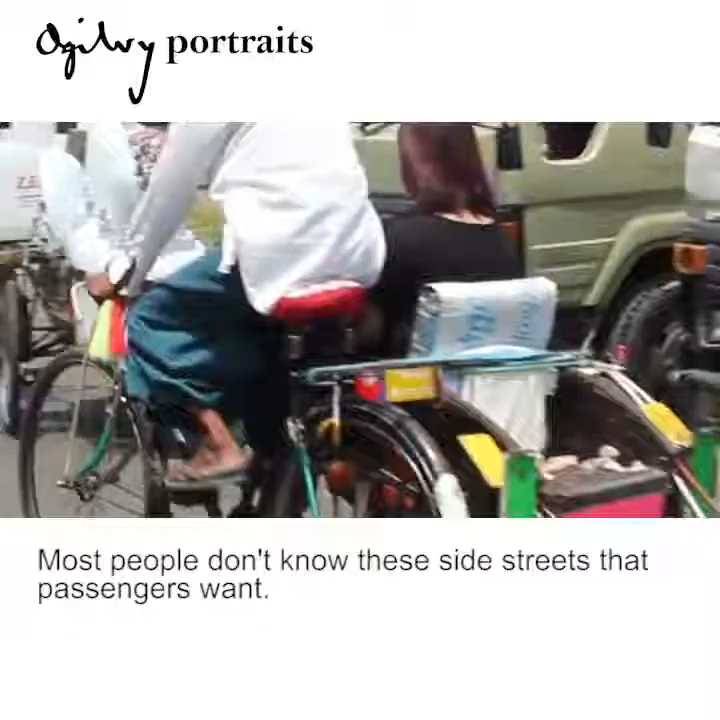 Ogilvy portraits
Most people don't know these side streets that
passengers want.